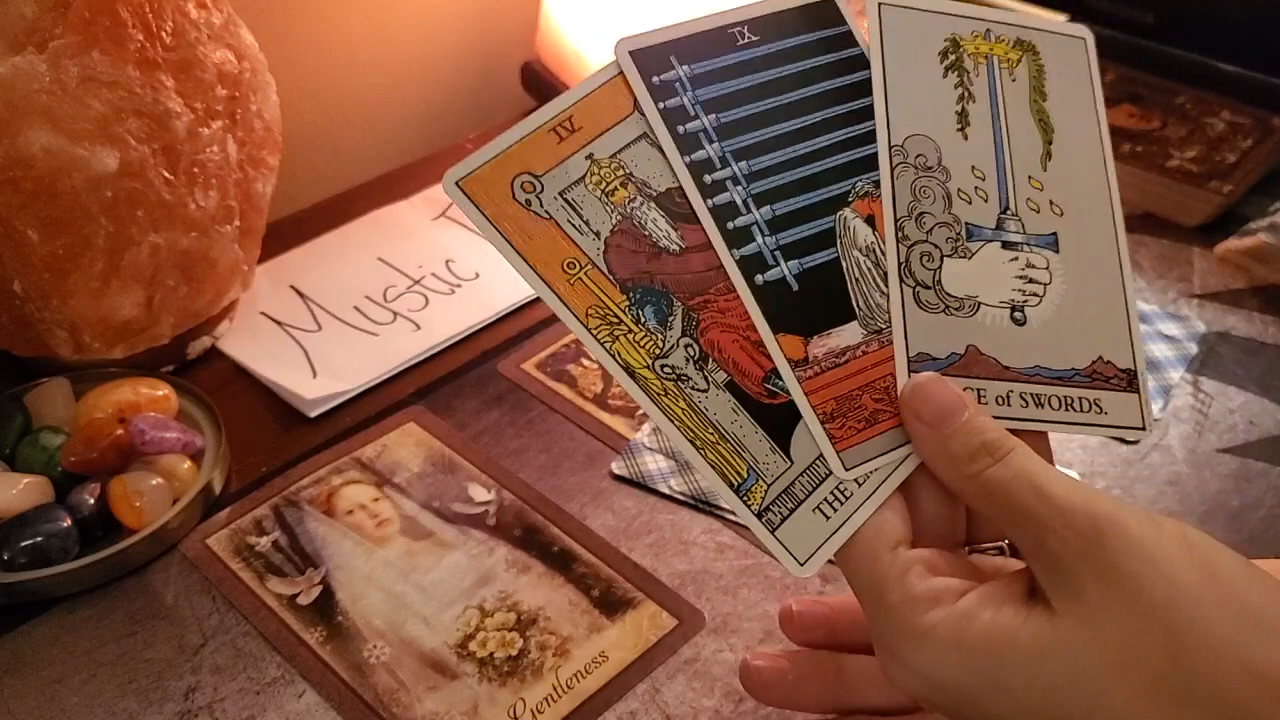 Mystic
IV
IX
THE
CE of SWORDS.
Gentleness